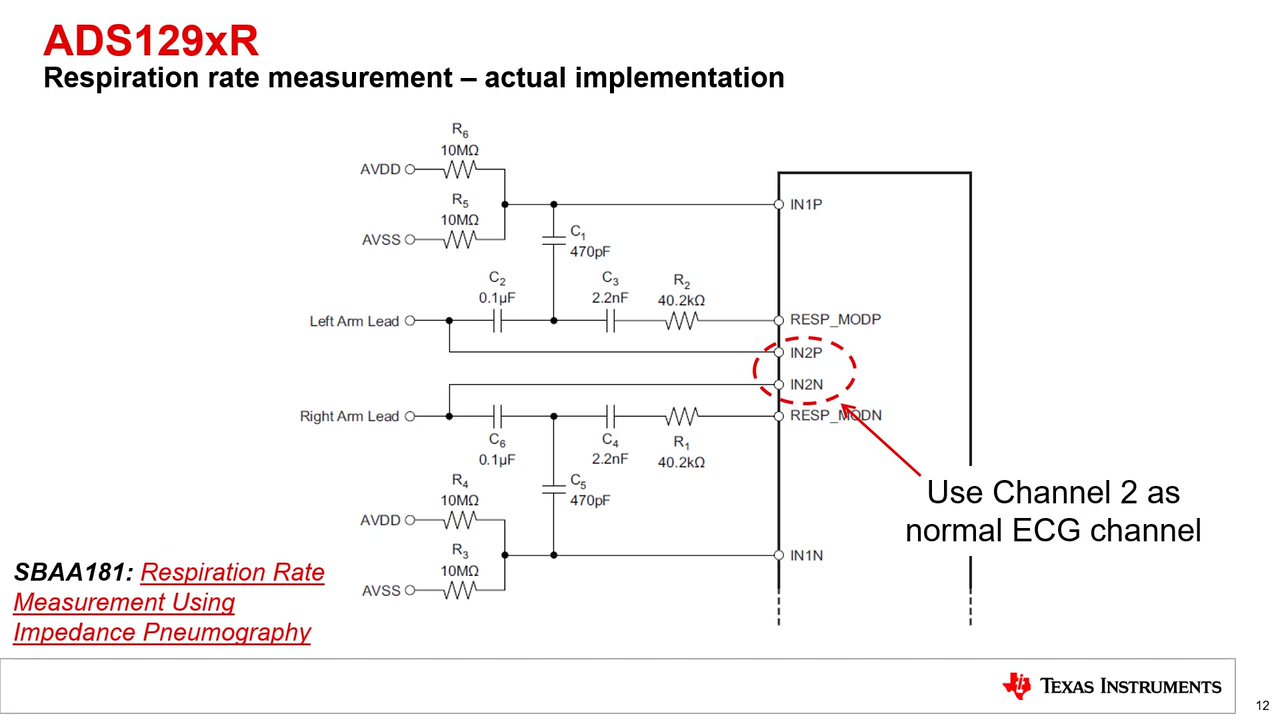 ADS129xR
Respiration rate measurement – actual implementation
R6
10MΩ
AVDD
R5
10MΩ
AVSS
IN1P
C1
470pF
C2
0.1µF
C3
2.2nF
R2
40.2kΩ
Left Arm Lead
RESP_MODP
IN2P
IN2N
Right Arm Lead
RESP_MODN
C6
0.1µF
C4
2.2nF
R1
40.2kΩ
R4
10MΩ
C5
470pF
AVDD
R3
10MΩ
AVSS
IN1N
Use Channel 2 as
normal ECG channel
SBAA181: Respiration Rate
Measurement Using
Impedance Pneumography
TEXAS INSTRUMENTS
12